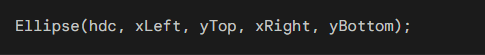 Ellipse(hdc, xLeft, yTop, xRight, yBottom);